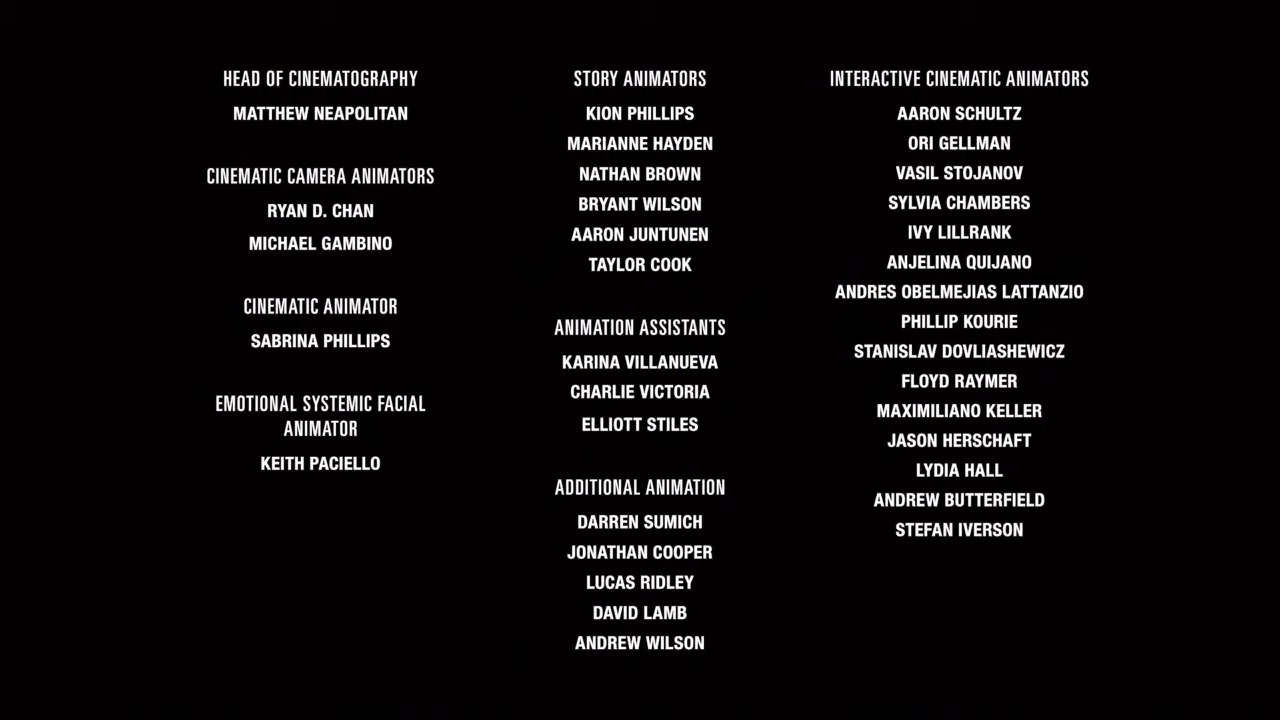 HEAD OF CINEMATOGRAPHY
MATTHEW NEAPOLITAN
CINEMATIC CAMERA ANIMATORS
RYAN D. CHAN
MICHAEL GAMBINO
CINEMATIC ANIMATOR
SABRINA PHILLIPS
EMOTIONAL SYSTEMIC FACIAL
ANIMATOR
KEITH PACIELLO
STORY ANIMATORS
KION PHILLIPS
MARIANNE HAYDEN
NATHAN BROWN
BRYANT WILSON
AARON JUNTUNEN
TAYLOR COOK
ANIMATION ASSISTANTS
KARINA VILLANUEVA
CHARLIE VICTORIA
ELLIOTT STILES
ADDITIONAL ANIMATION
DARREN SUMICH
JONATHAN COOPER
LUCAS RIDLEY
DAVID LAMB
ANDREW WILSON
INTERACTIVE CINEMATIC ANIMATORS
AARON SCHULTZ
ORI GELLMAN
VASIL STOJANOV
SYLVIA CHAMBERS
IVY LILLRANK
ANJELINA QUIJANO
ANDRES OBELMEJIAS LATTANZIO
PHILLIP KOURIE
STANISLAV DOVLIASHEWICZ
FLOYD RAYMER
MAXIMILIANO KELLER
JASON HERSCHAFT
LYDIA HALL
ANDREW BUTTERFIELD
STEFAN IVERSON